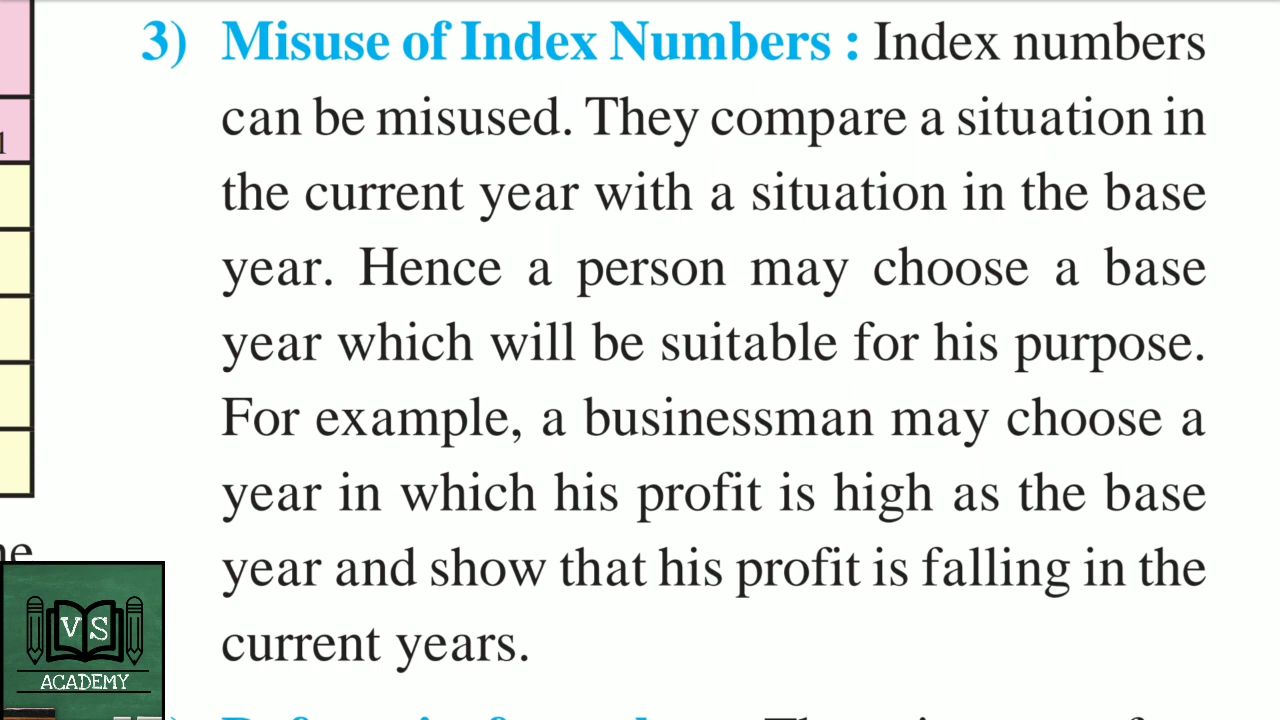 3) Misuse of Index Numbers : Index numbers
can be misused. They compare a situation in
the current year with a situation in the base
year. Hence a person may choose a base
year which will be suitable for his purpose.
For example, a businessman may choose a
year in which his profit is high as the base
year and show that his profit is falling in the
current years.
VS
ACADEMY